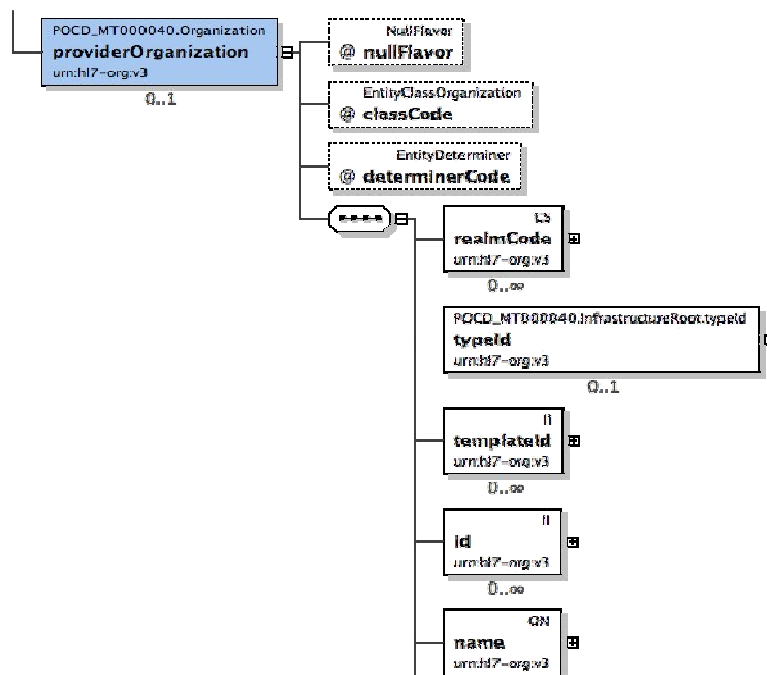 POCD_MT000040.Organization
providerOrganization
urn:hl7-org:v3
0..1
NullFlavor
@ nullFlavor
EntityClassOrganization
@ classCode
EntityDeterminer
@ determinerCode
CS
realmCode
urn:hl7-org:v3
0..∞
POCD_MT000040.InfrastructureRoot.typeId
typeId
urn:hl7-org:v3
0..1
II
templateId
urn:hl7-org:v3
0..∞
II
id
urn:hl7-org:v3
0..∞
ON
name
urn:hl7-org:v3